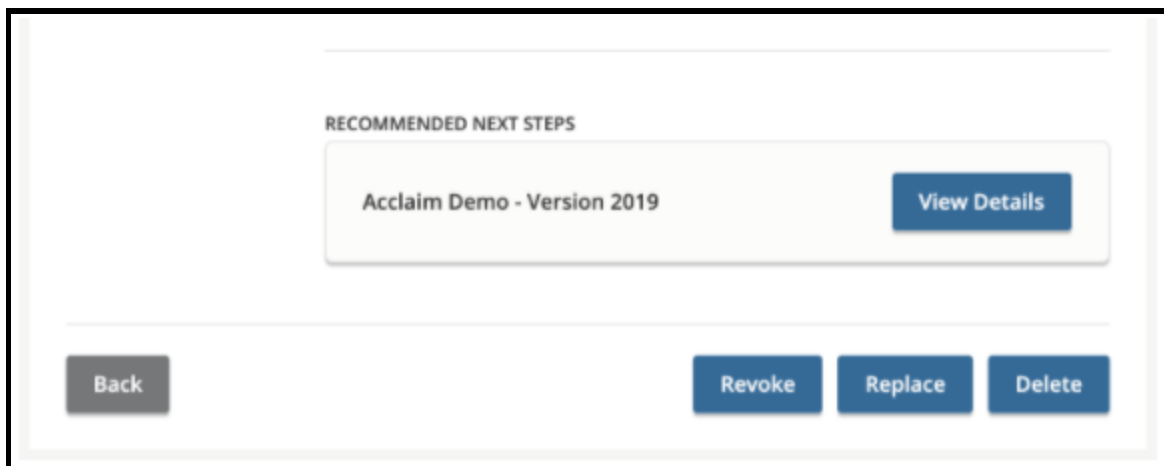 RECOMMENDED NEXT STEPS
Acclaim Demo - Version 2019
View Details
Back
Revoke
Replace
Delete